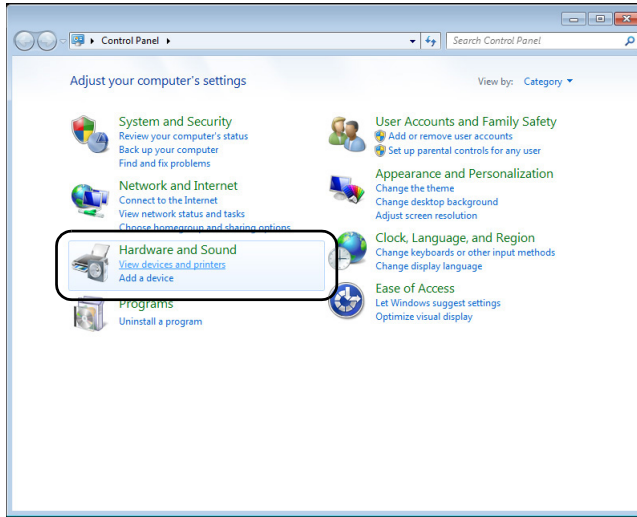 Control Panel
Search Control Panel
Adjust your computer's settings
View by: Category
System and Security
Review your computer's status
Back up your computer
Find and fix problems
Network and Internet
Connect to the Internet
View network status and tasks
Choose homegroup and sharing options
Hardware and Sound
View devices and printers
Add a device
Programs
Uninstall a program
User Accounts and Family Safety
Add or remove user accounts
Set up parental controls for any user
Appearance and Personalization
Change the theme
Change desktop background
Adjust screen resolution
Clock, Language, and Region
Change keyboards or other input methods
Change display language
Ease of Access
Let Windows suggest settings
Optimize visual display